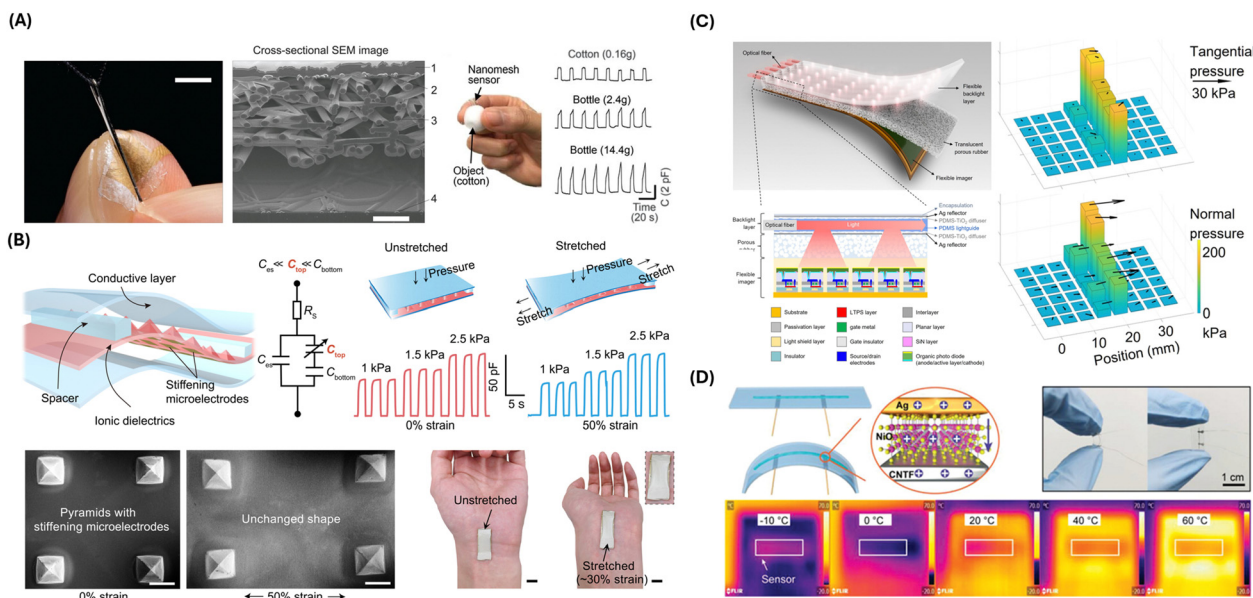 (A)
Cross-sectional SEM image
1
2
3
4
Nanomesh
sensor
Object
(cotton)
Cotton (0.16g)
Bottle (2.4g)
Bottle (14.4g)
C (2 pF)
Time
(20 s)
(B)
Conductive layer
Spacer
Ionic dielectrics
Stiffening
microelectrodes
Ces ≪ Ctop ≪ Cbottom
RS
Ces
Ctop
Cbottom
Unstretched
Pressure
Stretched
Pressure
Stretch
Stretch
1 kPa
1.5 kPa
2.5 kPa
0% strain
50 pF
5 s
1 kPa
1.5 kPa
2.5 kPa
50% strain
Pyramids with
stiffening microelectrodes
0% strain
Unchanged shape
50% strain
Unstretched
Stretched
(~30% strain)
(C)
Optical fiber
Flexible
backlight
layer
Translucent
porous rubber
Flexible imager
Backlight
layer
Porous
Flexible
imager
Optical fiber
Light
Encapsulation
Ag reflector
PDMS-TiO2 diffuser
PDMS lightguide
PDMS-TiO2 diffuser
Ag reflector
Substrate
LTPS layer
Interlayer
Passivation layer
gate metal
Planar layer
Light shield layer
Gate insulator
SiN layer
Insulator
Source/drain
electrodes
Organic photo diode
(anode/active layer/cathode)
Tangential
pressure
30 kPa
Normal
pressure
200
0
kPa
0
10
20
30
Position (mm)
(D)
Ag
NiO
CNTF
1 cm
-10 °C
0 °C
20 °C
40 °C
60 °C
Sensor
FLIR
FLIR
FLIR
FLIR
FLIR